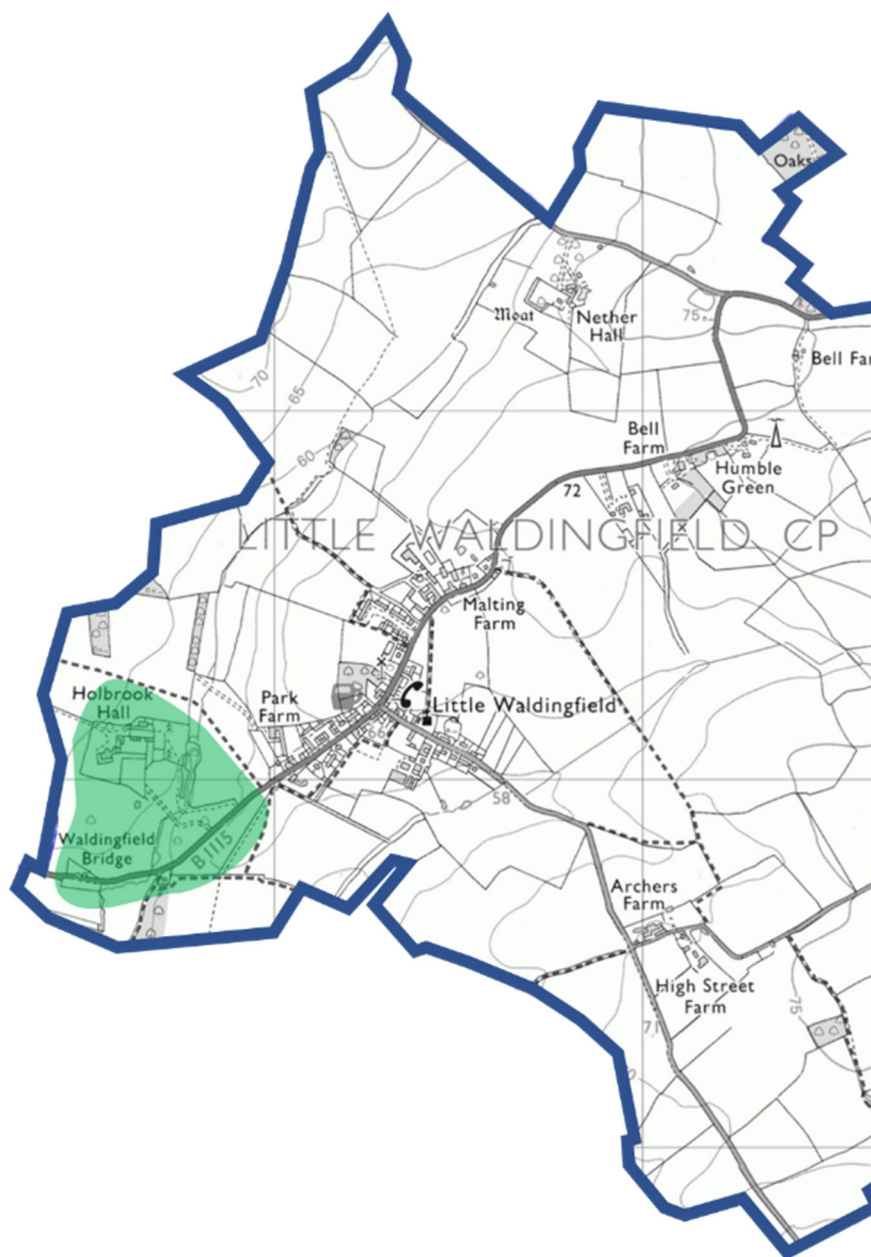 Oaks
Moat
Nether
Hall
75
Bell Far
70
65
Bell
Farm
60
Humble
Green
72
LITTLE WALDINGFIELD CP
Malting
Farm
Holbrook
Hall
Park
Farm
Little Waldingfield
66
58
Waldingfield
Bridge
B1115
Archers
Farm
High Street
Farm
75
71